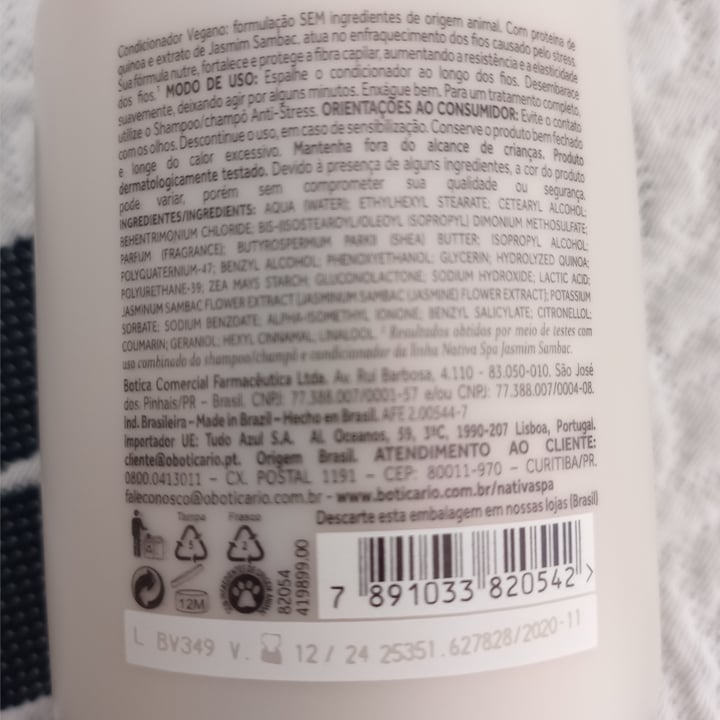 Condicionador Vegano: formulação SEM ingredientes de origem animal. Com proteína de
quinoa e extrato de Jasmim Sambac, atua no enfraquecimento dos fios causado pelo stress.
Sua fórmula nutre, fortalece e protege a fibra capilar, aumentando a resistência e a elasticidade
dos fios.¹ MODO DE USO: Espalhe o condicionador ao longo dos fios. Desembarace
suavemente, deixando agir por alguns minutos. Enxágue bem. Para um tratamento completo,
utilize o Shampoo/champô Anti-Stress. ORIENTAÇÕES AO CONSUMIDOR: Evite o contato
com os olhos. Descontinue o uso, em caso de sensibilização. Conserve o produto bem fechado
e longe do calor excessivo. Mantenha fora do alcance de crianças. Produto
dermatologicamente testado. Devido à presença de alguns ingredientes, a cor do produto
pode variar, porém sem comprometer sua qualidade ou segurança.
INGREDIENTES/INGREDIENTS: AQUA (WATER); ETHYLHEXYL STEARATE; CETEARYL ALCOHOL;
BEHENTRIMONIUM CHLORIDE; BIS-(ISOSTEAROYL/OLEOYL ISOPROPYL) DIMONIUM METHOSULFATE;
PARFUM (FRAGRANCE); BUTYROSPERMUM PARKII (SHEA) BUTTER; ISOPROPYL ALCOHOL;
POLYQUATERNIUM-47; BENZYL ALCOHOL; PHENOXYETHANOL; GLYCERIN; HYDROLYZED QUINOA;
POLYURETHANE-39; ZEA MAYS STARCH; GLUCONOLACTONE; SODIUM HYDROXIDE; LACTIC ACID;
JASMINUM SAMBAC FLOWER EXTRACT (JASMINUM SAMBAC (JASMINE) FLOWER EXTRACT); POTASSIUM
SORBATE; SODIUM BENZOATE; ALPHA-ISOMETHYL IONONE; BENZYL SALICYLATE; CITRONELLOL;
COUMARIN; GERANIOL; HEXYL CINNAMAL; LINALOOL. ¹ Resultados obtidos por meio de testes com
uso combinado do shampoo/champô e condicionador da linha Nativa Spa Jasmim Sambac.
Botica Comercial Farmacêutica Ltda. Av. Rui Barbosa, 4.110 - 83.050-010, São José
dos Pinhais/PR – Brasil. CNPJ: 77.388.007/0001-57 e/ou CNPJ: 77.388.007/0004-08.
Ind. Brasileira - Made in Brazil - Hecho en Brasil. AFE 2.00544-7
Importador UE: Tudo Azul S.A. Al. Oceanos, 59, 3ºC, 1990-207 Lisboa, Portugal.
cliente@oboticario.pt. Origem Brasil. ATENDIMENTO AO CLIENTE:
0800.0413011 – CX. POSTAL 1191 – CEP: 80011-970 – CURITIBA/PR.
faleconosco@oboticario.com.br - www.boticario.com.br/nativaspa
Descarte esta embalagem em nossas lojas (Brasil)
Tampa
5
Frasco
2
12M
82054
419899.00
7 891033 820542 >
L BV349 V. 12 / 24 25351.627828/2020-11